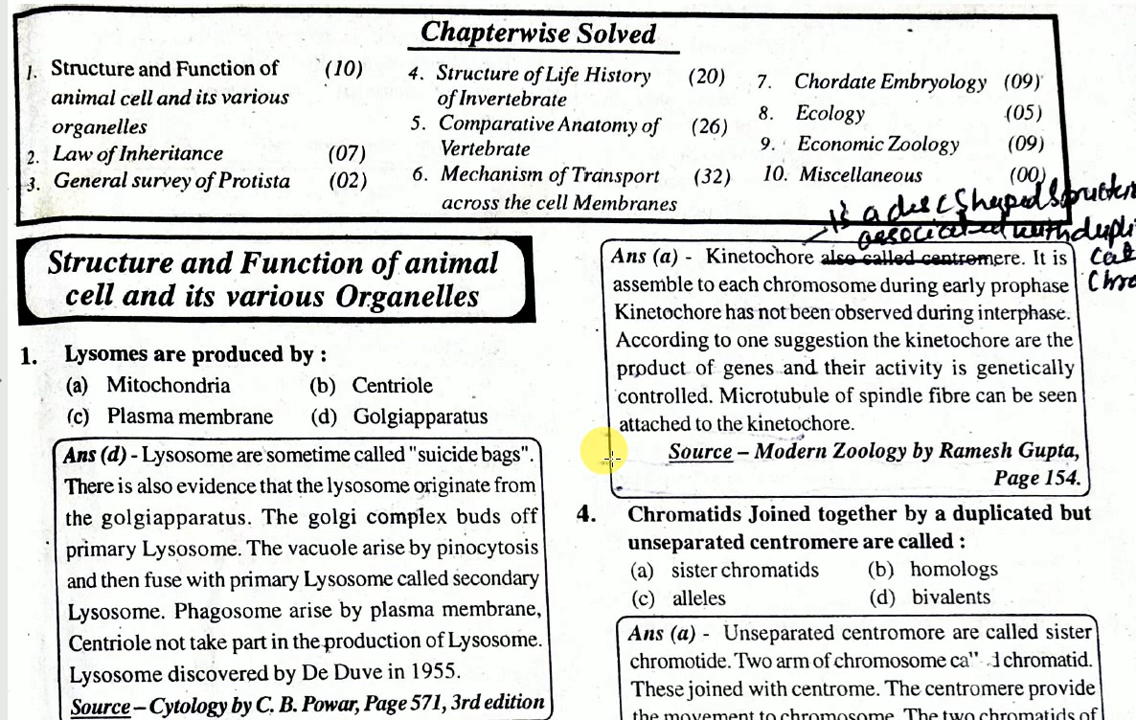 Chapterwise Solved
1. Structure and Function of animal cell and its various organelles (10)
2. Law of Inheritance (07)
3. General survey of Protista (02)
4. Structure of Life History of Invertebrate (20)
5. Comparative Anatomy of Vertebrate (26)
6. Mechanism of Transport across the cell Membranes (32)
7. Chordate Embryology (09)
8. Ecology (05)
9. Economic Zoology (09)
10. Miscellaneous (00)
Structure and Function of animal
cell and its various Organelles
1. Lysomes are produced by :
(a) Mitochondria (b) Centriole
(c) Plasma membrane (d) Golgiapparatus
Ans (d) - Lysosome are sometime called "suicide bags".
There is also evidence that the lysosome originate from
the golgiapparatus. The golgi complex buds off
primary Lysosome. The vacuole arise by pinocytosis
and then fuse with primary Lysosome called secondary
Lysosome. Phagosome arise by plasma membrane,
Centriole not take part in the production of Lysosome.
Lysosome discovered by De Duve in 1955.
Source – Cytology by C. B. Powar, Page 571, 3rd edition
is a disc shaped
associated with dupli
cat
Chro
Ans (a) - Kinetochore also called centromere. It is
assemble to each chromosome during early prophase
Kinetochore has not been observed during interphase.
According to one suggestion the kinetochore are the
product of genes and their activity is genetically
controlled. Microtubule of spindle fibre can be seen
attached to the kinetochore.
Source – Modern Zoology by Ramesh Gupta,
Page 154.
4. Chromatids Joined together by a duplicated but
unseparated centromere are called :
(a) sister chromatids (b) homologs
(c) alleles (d) bivalents
Ans (a) - Unseparated centromore are called sister
chromotide. Two arm of chromosome chromatid.
These joined with centrome. The centromere provide
the movement to chromosome. The two chromatids of